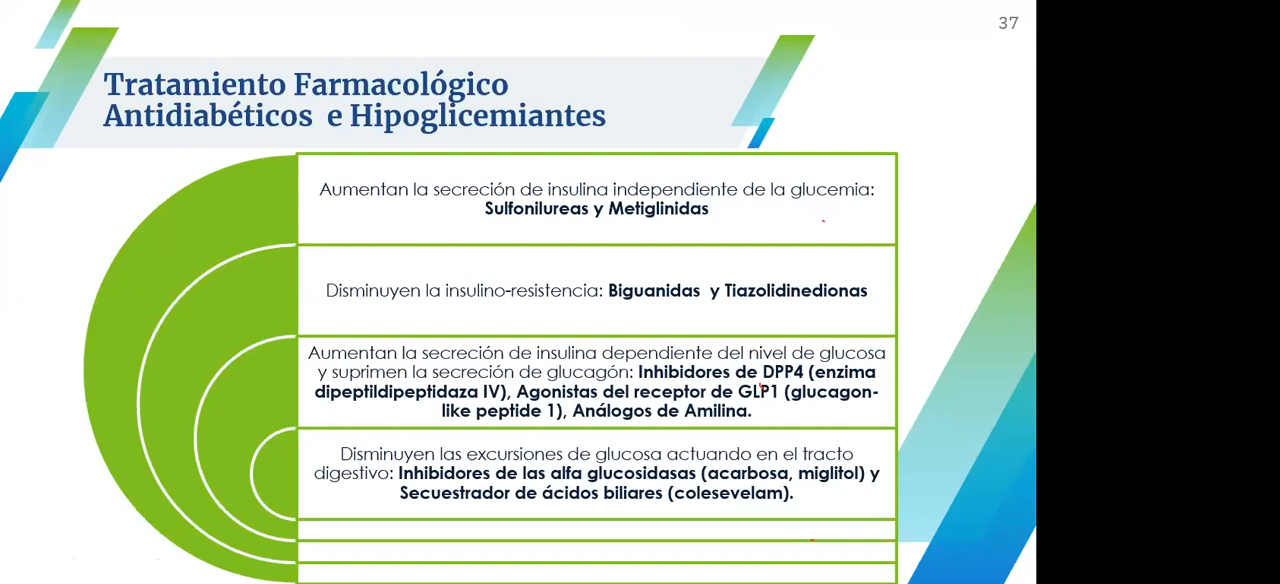 37
Tratamiento Farmacológico
Antidiabéticos e Hipoglicemiantes
Aumentan la secreción de insulina independiente de la glucemia:
Sulfonilureas y Metiglinidas
Disminuyen la insulino-resistencia: Biguanidas y Tiazolidinedionas
Aumentan la secreción de insulina dependiente del nivel de glucosa
y suprimen la secreción de glucagón: Inhibidores de DPP4 (enzima
dipeptildipeptidaza IV), Agonistas del receptor de GLP1 (glucagon-
like peptide 1), Análogos de Amilina.
Disminuyen las excursiones de glucosa actuando en el tracto
digestivo: Inhibidores de las alfa glucosidasas (acarbosa, miglitol) y
Secuestrador de ácidos biliares (colesevelam).